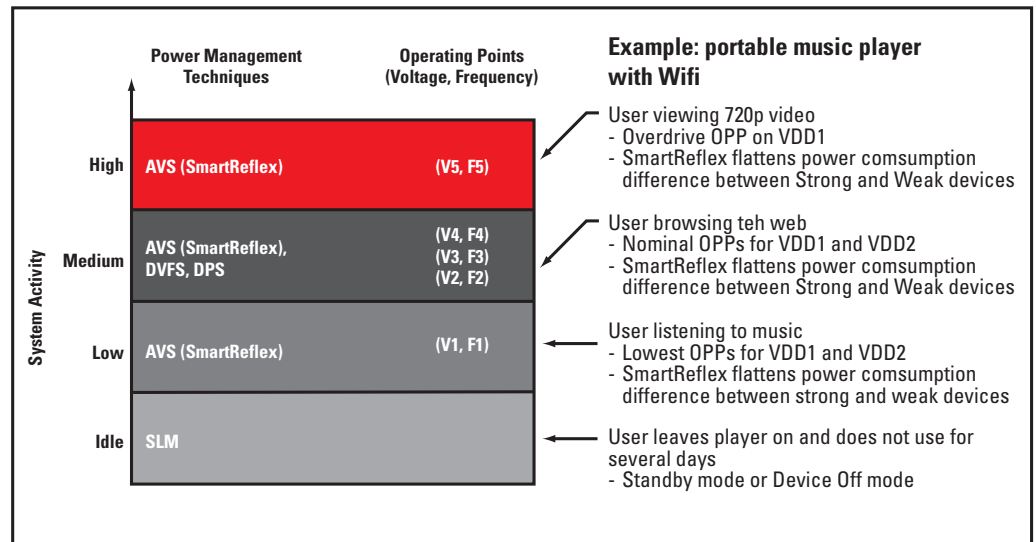 Power Management
Techniques
Operating Points
(Voltage, Frequency)
Example: portable music player
with Wifi
System Activity
High
AVS (SmartReflex)
(V5, F5)
User viewing 720p video
- Overdrive OPP on VDD1
- SmartReflex flattens power comsumption
difference between Strong and Weak devices
Medium
AVS (SmartReflex),
DVFS, DPS
(V4, F4)
(V3, F3)
(V2, F2)
User browsing teh web
- Nominal OPPs for VDD1 and VDD2
- SmartReflex flattens power comsumption
difference between Strong and Weak devices
Low
AVS (SmartReflex)
(V1, F1)
User listening to music
- Lowest OPPs for VDD1 and VDD2
- SmartReflex flattens power comsumption
difference between strong and weak devices
Idle
SLM
User leaves player on and does not use for
several days
- Standby mode or Device Off mode